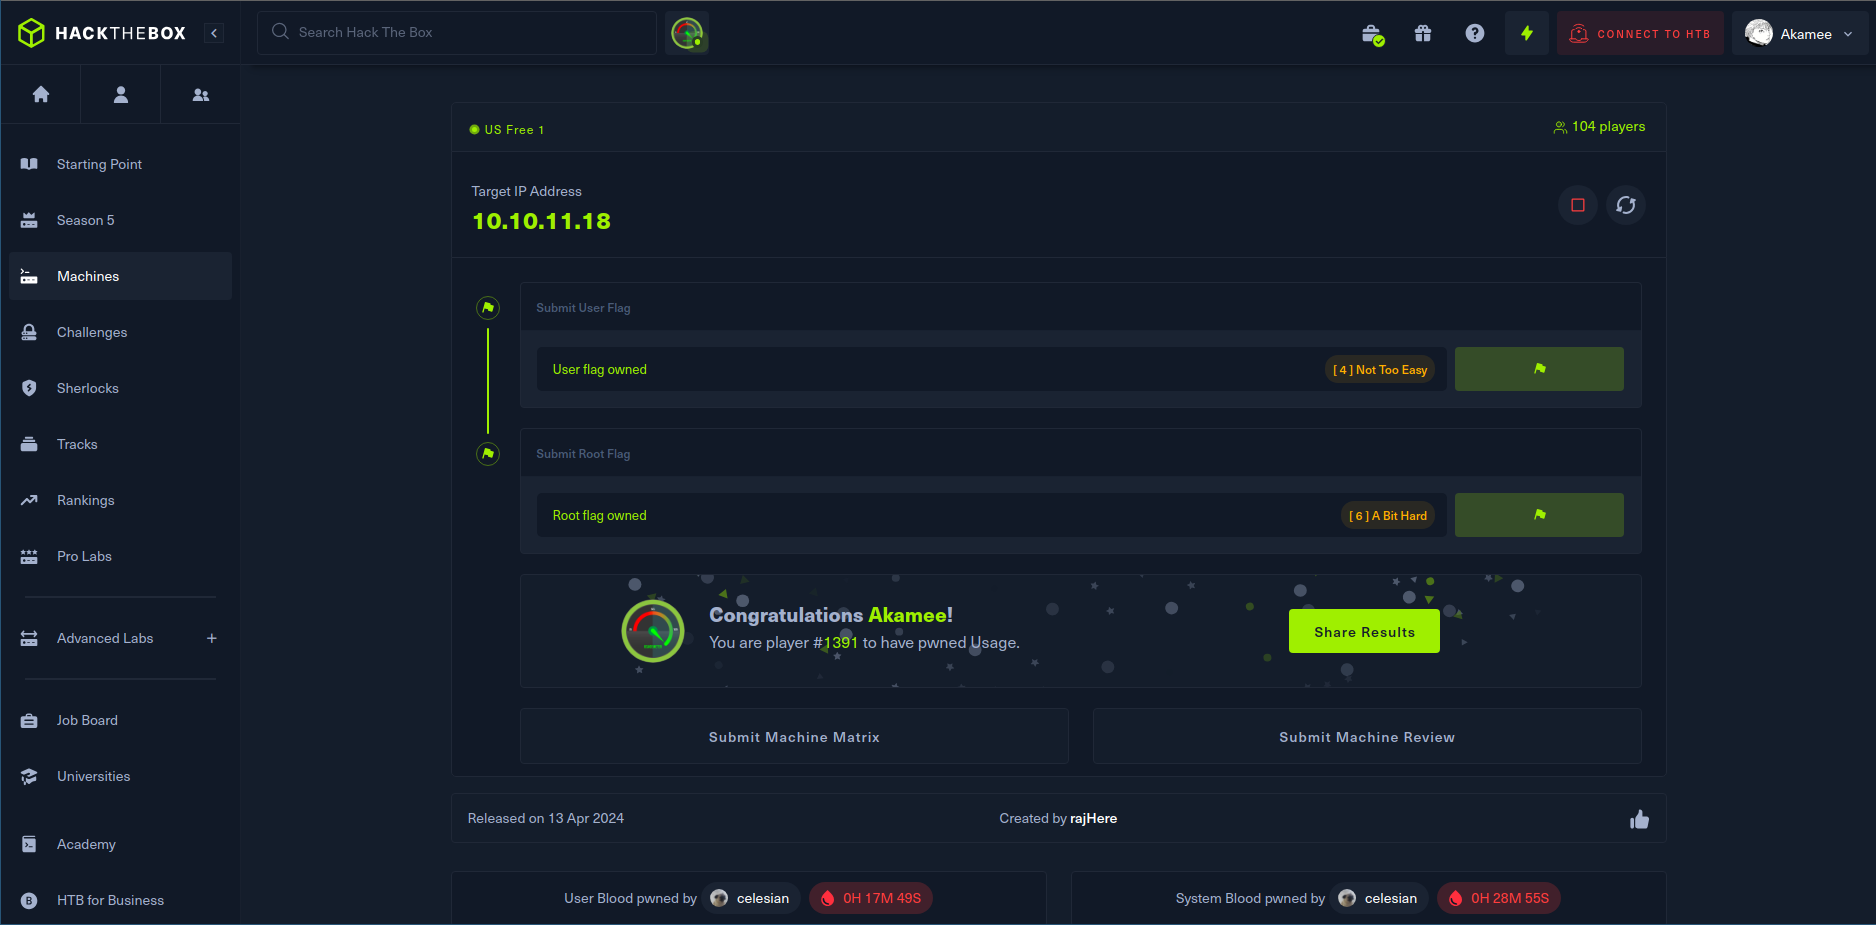 HACKTHEBOX
Search Hack The Box
CONNECT TO HTB
Akamee
Starting Point
Season 5
Machines
Challenges
Sherlocks
Tracks
Rankings
Pro Labs
Advanced Labs +
Job Board
Universities
Academy
HTB for Business
US Free 1
104 players
Target IP Address
10.10.11.18
Submit User Flag
User flag owned
[ 4 ] Not Too Easy
Submit Root Flag
Root flag owned
[ 6 ] A Bit Hard
Congratulations Akamee!
You are player #1391 to have pwned Usage.
Share Results
Submit Machine Matrix
Submit Machine Review
Released on 13 Apr 2024
Created by rajHere
User Blood pwned by celesian 0H 17M 49S
System Blood pwned by celesian 0H 28M 55S